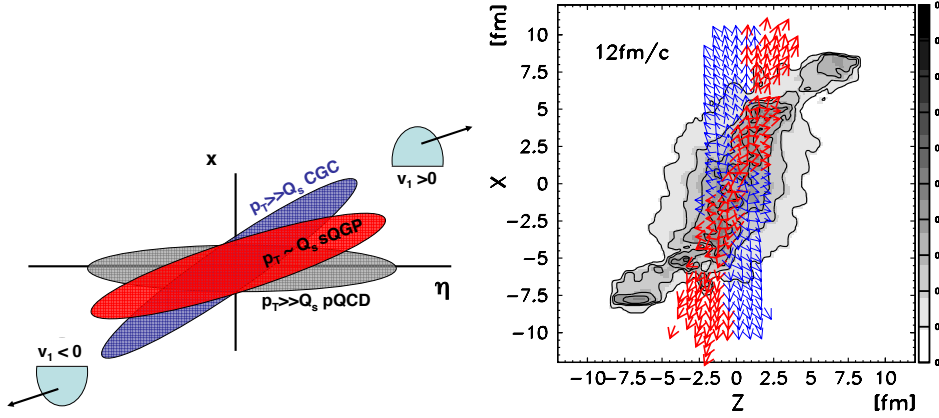 x
v₁ >0
p_T>>Q_s CGC
p_T ~ Q_s sQGP
η
p_T>>Q_s pQCD
v₁ < 0
[fm]
12fm/c
10
7.5
5
2.5
0
−2.5
−5
−7.5
−10
X
−10 −7.5 −5 −2.5 0 2.5 5 7.5 10
Z
[fm]